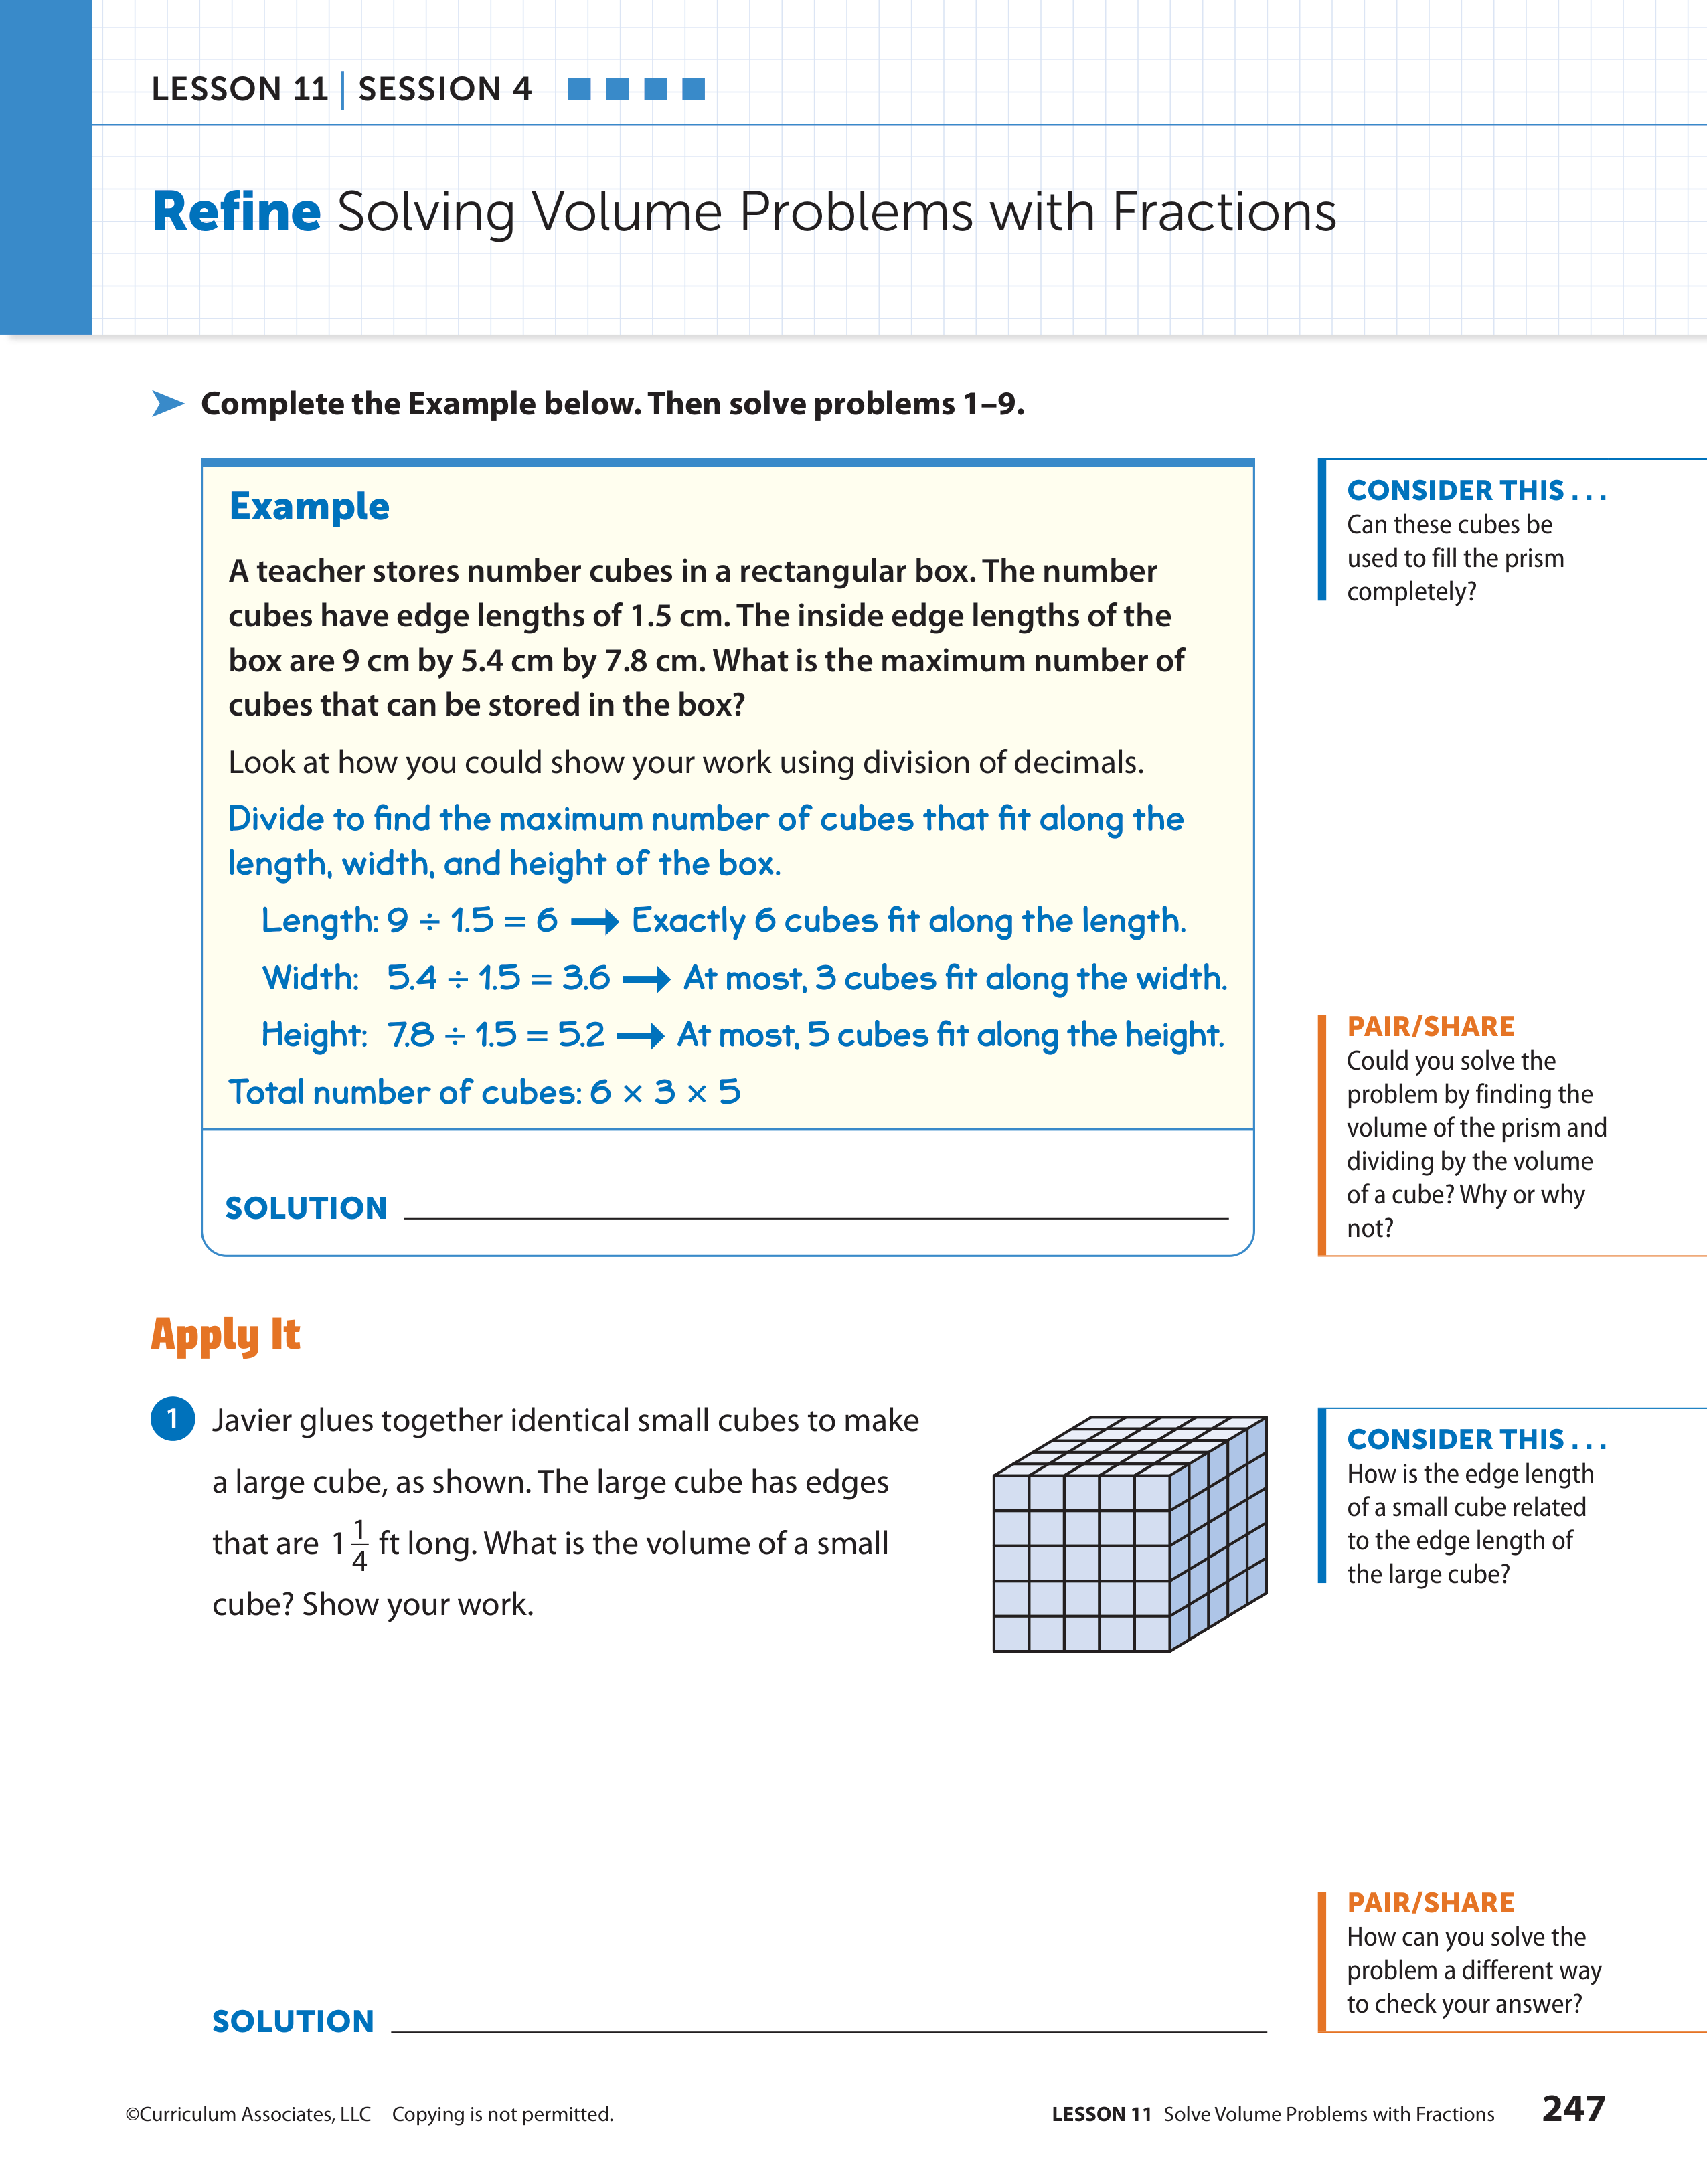 LESSON 11 | SESSION 4
Refine Solving Volume Problems with Fractions
Complete the Example below. Then solve problems 1–9.
Example
A teacher stores number cubes in a rectangular box. The number
cubes have edge lengths of 1.5 cm. The inside edge lengths of the
box are 9 cm by 5.4 cm by 7.8 cm. What is the maximum number of
cubes that can be stored in the box?
Look at how you could show your work using division of decimals.
Divide to find the maximum number of cubes that fit along the
length, width, and height of the box.
Length: 9 ÷ 1.5 = 6 → Exactly 6 cubes fit along the length.
Width: 5.4 ÷ 1.5 = 3.6 → At most, 3 cubes fit along the width.
Height: 7.8 ÷ 1.5 = 5.2 → At most, 5 cubes fit along the height.
Total number of cubes: 6 × 3 × 5
SOLUTION
CONSIDER THIS . . .
Can these cubes be
used to fill the prism
completely?
PAIR/SHARE
Could you solve the
problem by finding the
volume of the prism and
dividing by the volume
of a cube? Why or why
not?
Apply It
1 Javier glues together identical small cubes to make
a large cube, as shown. The large cube has edges
that are 1 1/4 ft long. What is the volume of a small
cube? Show your work.
SOLUTION
CONSIDER THIS . . .
How is the edge length
of a small cube related
to the edge length of
the large cube?
PAIR/SHARE
How can you solve the
problem a different way
to check your answer?
©Curriculum Associates, LLC Copying is not permitted.
LESSON 11 Solve Volume Problems with Fractions 247